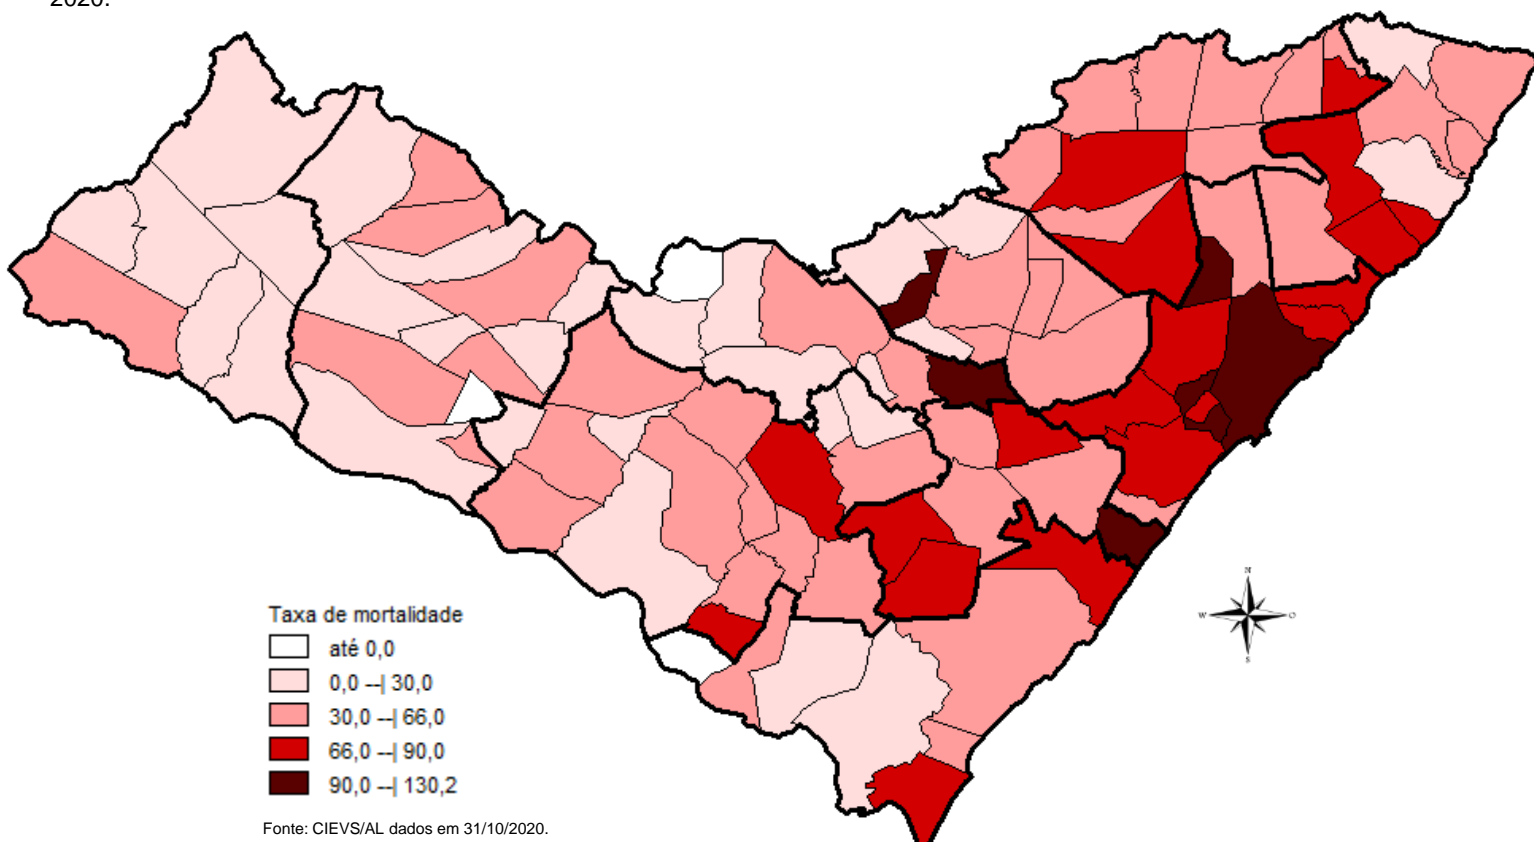 2020.
Taxa de mortalidade
até 0,0
0,0 --| 30,0
30,0 --| 66,0
66,0 --| 90,0
90,0 --| 130,2
Fonte: CIEVS/AL dados em 31/10/2020.
N
W
O
S